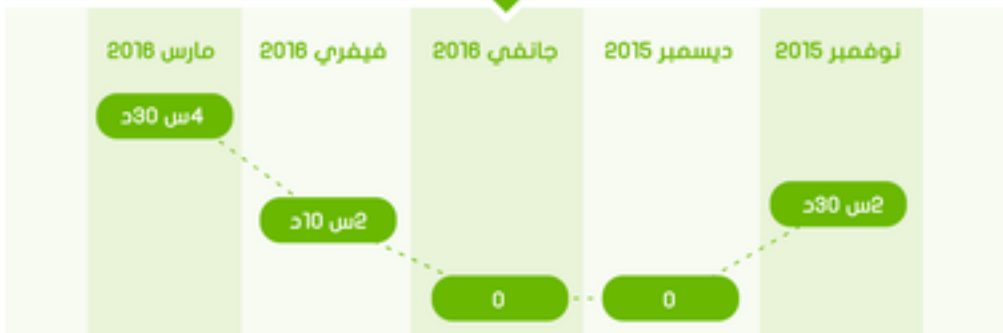 نوفمبر 2015
ديسمبر 2015
جانفي 2016
فيفري 2016
مارس 2016
2س 30د
0
0
2س 10د
4س 30د